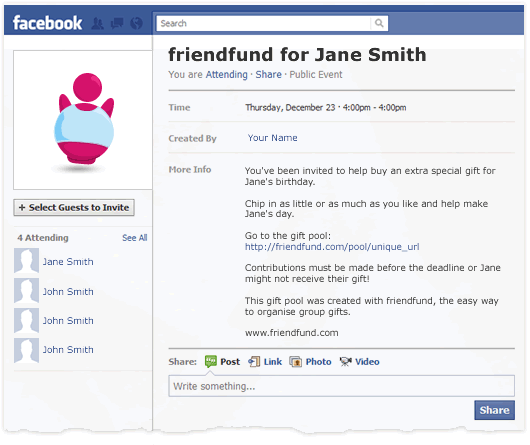 facebook
Search
friendfund for Jane Smith
You are Attending · Share · Public Event
Time
Thursday, December 23 · 4:00pm - 4:00pm
Created By
Your Name
More Info
You've been invited to help buy an extra special gift for
Jane's birthday.
Chip in as little or as much as you like and help make
Jane's day.
Go to the gift pool:
http://friendfund.com/pool/unique_url
Contributions must be made before the deadline or Jane
might not receive their gift!
This gift pool was created with friendfund, the easy way
to organise group gifts.
www.friendfund.com
+ Select Guests to Invite
4 Attending
See All
Jane Smith
John Smith
John Smith
John Smith
Share:
Post
Link
Photo
Video
Write something...
Share